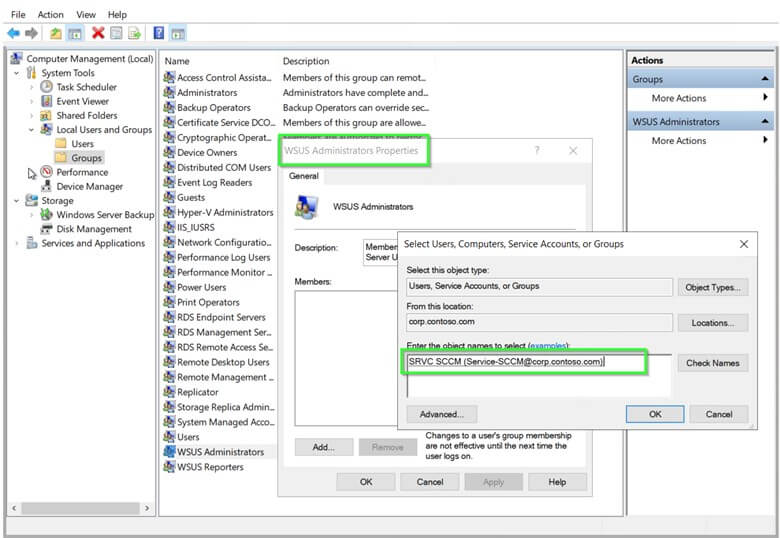 File Action View Help
Computer Management (Local)
System Tools
Task Scheduler
Event Viewer
Shared Folders
Local Users and Groups
Users
Groups
Performance
Device Manager
Storage
Windows Server Backup
Disk Management
Services and Applications
Name Description
Access Control Assista... Members of this group can remot...
Administrators Administrators have complete and...
Backup Operators Backup Operators can override sec...
Certificate Service DCO... Members of this group are allowe...
Cryptographic Operat... Members are authorized to perfor...
Device Owners
Distributed COM Users
Event Log Readers
Guests
Hyper-V Administrators
IIS_IUSRS
Network Configuratio...
Performance Log Users
Performance Monitor ...
Power Users
Print Operators
RDS Endpoint Servers
RDS Management Ser...
RDS Remote Access Se...
Remote Desktop Users
Remote Management ...
Replicator
Storage Replica Admin...
System Managed Acco...
Users
WSUS Administrators
WSUS Reporters
WSUS Administrators Properties
General
WSUS Administrators
Description: Member
Server U
Members:
Add... Remove
Changes to a user's group membership
are not effective until the next time the
user logs on.
OK Cancel Apply Help
Select Users, Computers, Service Accounts, or Groups
Select this object type:
Users, Service Accounts, or Groups Object Types...
From this location:
corp.contoso.com Locations...
Enter the object names to select (examples):
SRVC SCCM (Service-SCCM@corp.contoso.com) Check Names
Advanced... OK Cancel
Actions
Groups
More Actions
WSUS Administrators
More Actions